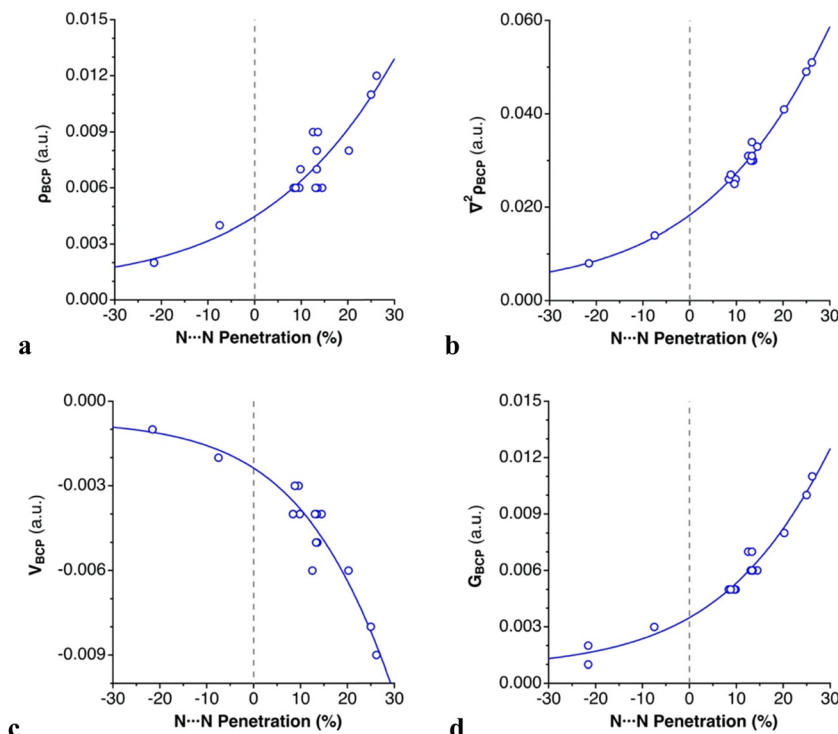 0.015
0.012
0.009
0.006
0.003
0.000
ρBCP (a.u.)
-30 -20 -10 0 10 20 30
N···N Penetration (%)
a
0.060
0.040
0.020
0.000
∇²ρBCP (a.u.)
-30 -20 -10 0 10 20 30
N···N Penetration (%)
b
0.000
-0.003
-0.006
-0.009
VBCP (a.u.)
-30 -20 -10 0 10 20 30
N···N Penetration (%)
c
0.015
0.012
0.009
0.006
0.003
0.000
GBCP (a.u.)
-30 -20 -10 0 10 20 30
N···N Penetration (%)
d